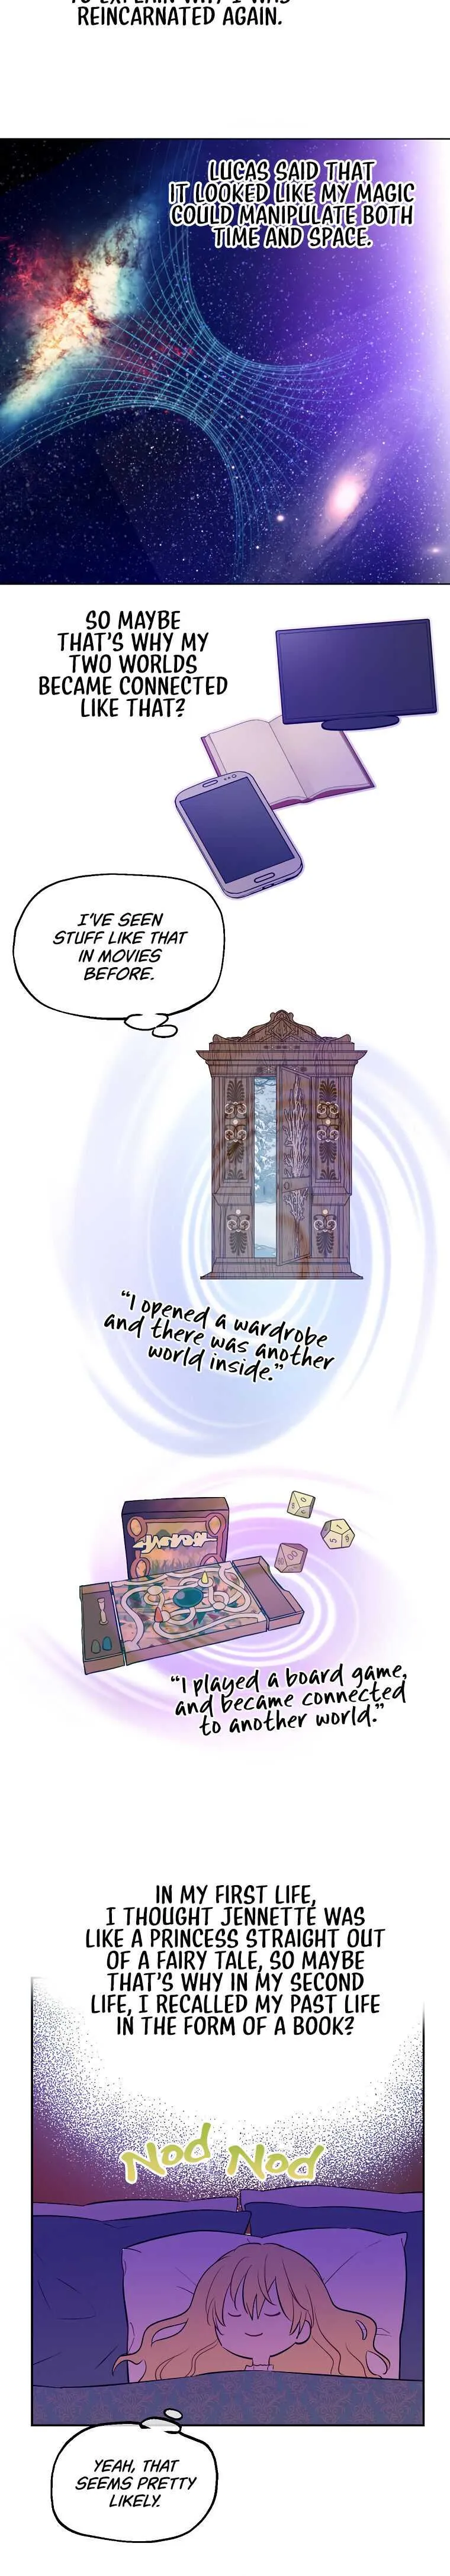 REINCARNATED AGAIN.
LUCAS SAID THAT
IT LOOKED LIKE MY MAGIC
COULD MANIPULATE BOTH
TIME AND SPACE.
SO MAYBE
THAT'S WHY MY
TWO WORLDS
BECAME CONNECTED
LIKE THAT?
I'VE SEEN
STUFF LIKE THAT
IN MOVIES
BEFORE.
"I opened a wardrobe
and there was another
world inside."
0
00
1
5
"I played a board game,
and became connected
to another world."
IN MY FIRST LIFE,
I THOUGHT JENNETTE WAS
LIKE A PRINCESS STRAIGHT OUT
OF A FAIRY TALE, SO MAYBE
THAT'S WHY IN MY SECOND
LIFE, I RECALLED MY PAST LIFE
IN THE FORM OF A BOOK?
Nod Nod
YEAH, THAT
SEEMS PRETTY
LIKELY.